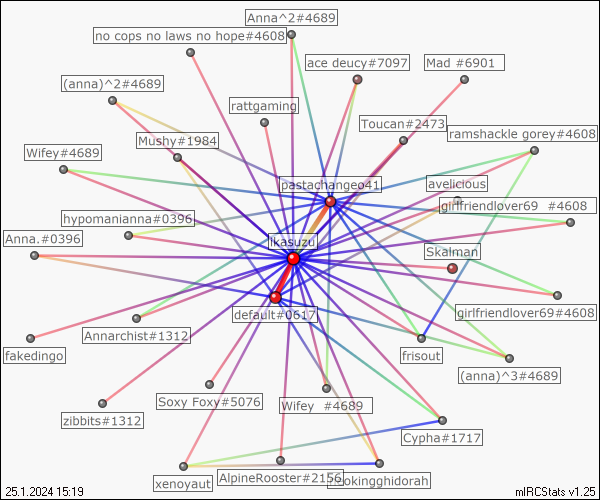 Anna^2#4689
no cops no laws no hope#4608
ace deucy#7097
Mad #6901
(anna)^2#4689
rattgaming
Toucan#2473
ramshackle gorey#4608
Mushy#1984
Wifey#4689
pastachangeo41
avelicious
girlfriendlover69 #4608
hypomanianna#0396
Anna.#0396
ikasuzu
Skalman
default#0617
girlfriendlover69#4608
Annarchist#1312
fakedingo
frisout
(anna)^3#4689
Soxy Foxy#5076
Wifey #4689
zibbits#1312
Cypha#1717
AlpineRooster#2156
xenoyaut
25.1.2024 15:19
mIRCStats v1.25